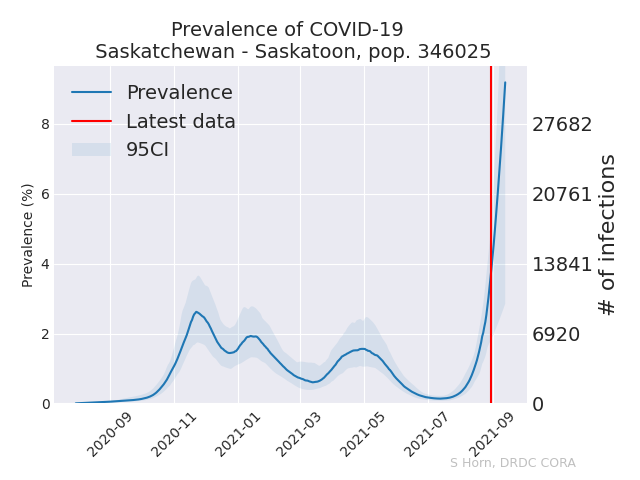 Prevalence of COVID-19
Saskatchewan - Saskatoon, pop. 346025
Prevalence
Latest data
95CI
Prevalence (%)
8
6
4
2
0
27682
20761
13841
6920
0
# of infections
2020-09
2020-11
2021-01
2021-03
2021-05
2021-07
2021-09
S Horn, DRDC CORA